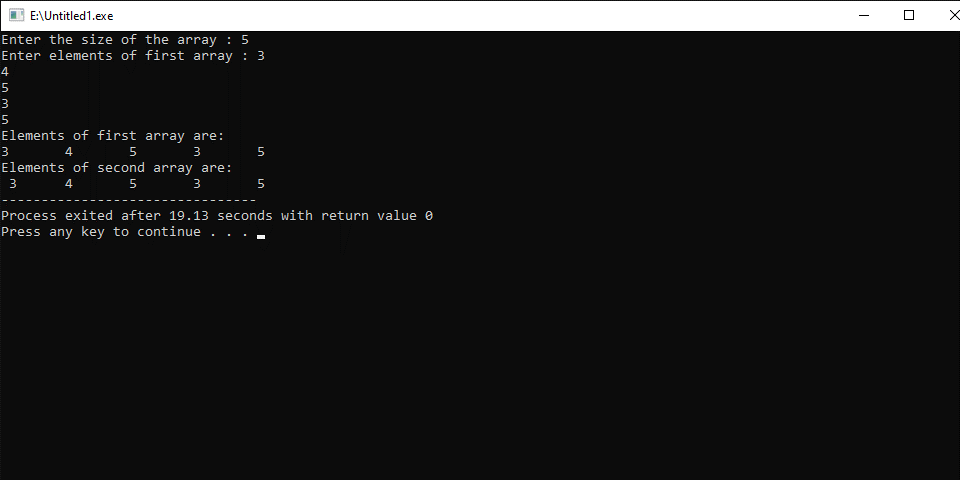 E:\Untitled1.exe
Enter the size of the array : 5
Enter elements of first array : 3
4
5
3
5
Elements of first array are:
3       4       5       3       5
Elements of second array are:
 3      4       5       3       5
--------------------------------
Process exited after 19.13 seconds with return value 0
Press any key to continue . . .